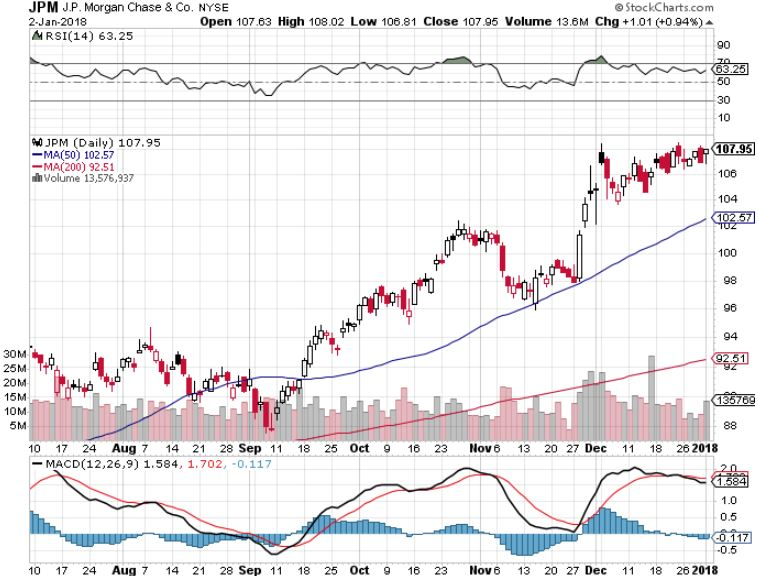 JPM J.P. Morgan Chase & Co. NYSE
© StockCharts.com
2-Jan-2018
Open 107.63 High 108.02 Low 106.81 Close 107.95 Volume 13.6M Chg +1.01 (+0.94%)
RSI(14) 63.25
90
70
63.25
50
30
10
JPM (Daily) 107.95
MA(50) 102.57
MA(200) 92.51
Volume 13,576,937
107.95
106
104
102.57
102
100
98
96
94
92.51
92
90
88
30M
25M
20M
15M
10M
5M
135769
10 17 24 Aug 7 14 21 28 Sep 11 18 25 Oct 9 16 23 Nov 6 13 20 27 Dec 11 18 26 2018
MACD(12,26,9) 1.584, 1.702, -0.117
2.0
1.584
1.0
0.5
-0.117
-0.5
10 17 24 Aug 7 14 21 28 Sep 11 18 25 Oct 9 16 23 Nov 6 13 20 27 Dec 11 18 26 2018